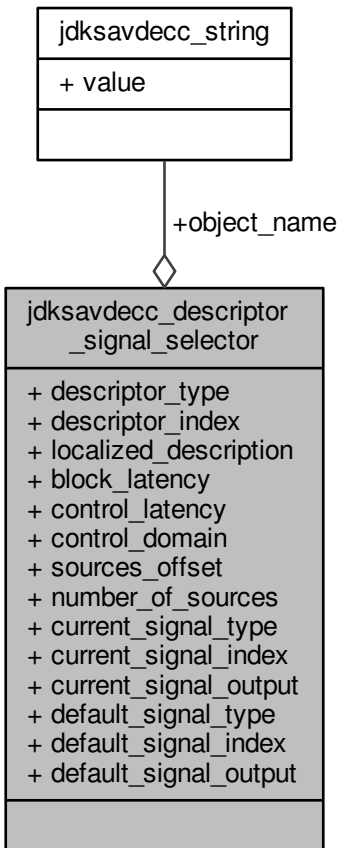 jdksavdecc_string
+ value
+object_name
jdksavdecc_descriptor
_signal_selector
+ descriptor_type
+ descriptor_index
+ localized_description
+ block_latency
+ control_latency
+ control_domain
+ sources_offset
+ number_of_sources
+ current_signal_type
+ current_signal_index
+ current_signal_output
+ default_signal_type
+ default_signal_index
+ default_signal_output